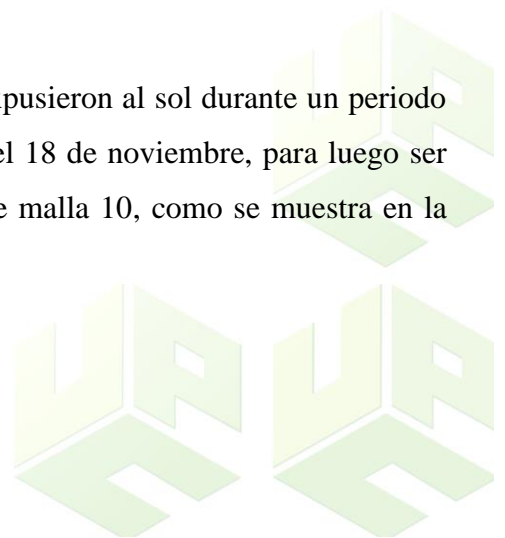 xpusieron al sol durante un periodo
el 18 de noviembre, para luego ser
e malla 10, como se muestra en la